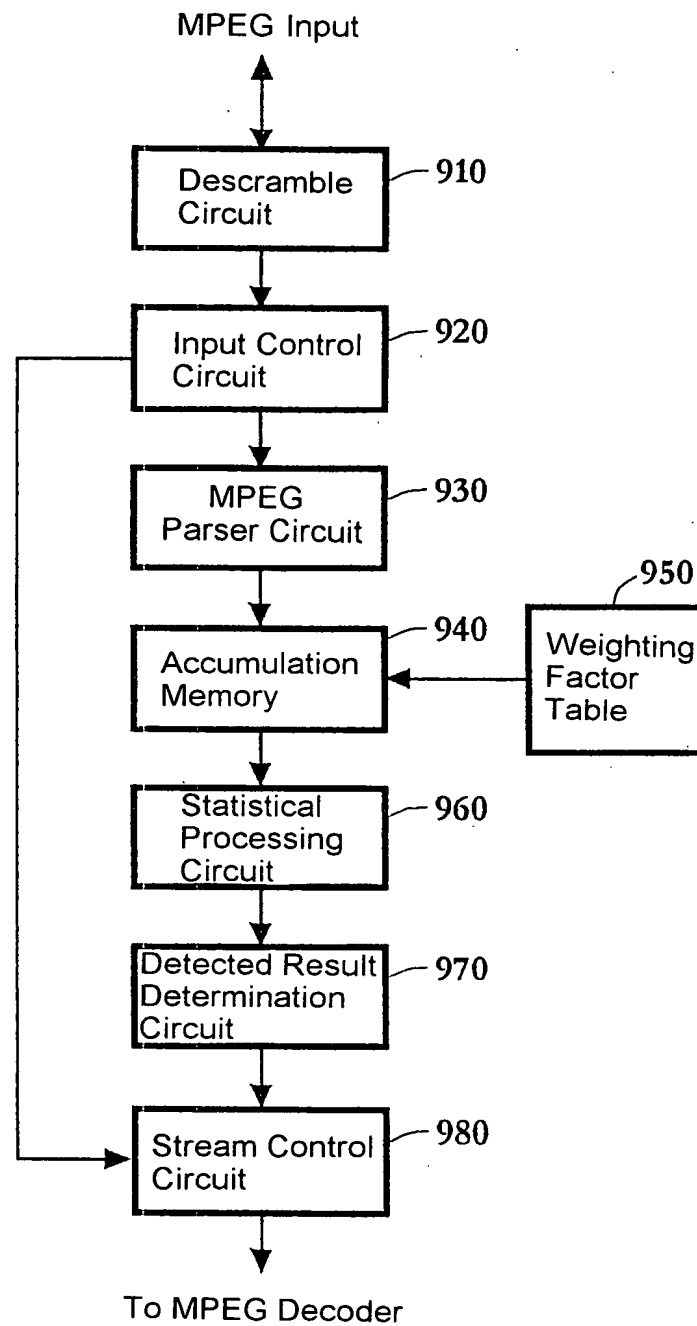 MPEG Input
Descramble
Circuit
910
Input Control
Circuit
920
MPEG
Parser Circuit
930
Accumulation
Memory
940
Weighting
Factor
Table
950
Statistical
Processing
Circuit
960
Detected Result
Determination
Circuit
970
Stream Control
Circuit
980
To MPEG Decoder